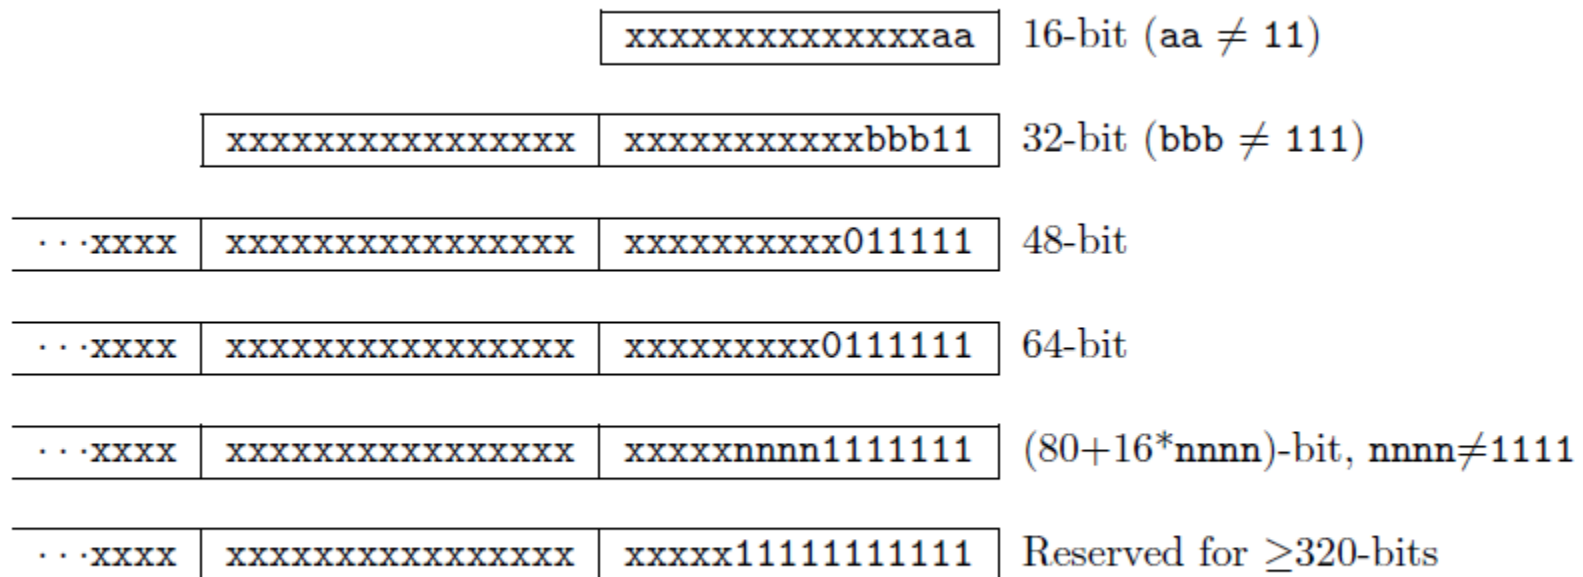 xxxxxxxxxxxxxxaa 16-bit (aa ≠ 11)
xxxxxxxxxxxxxxxx xxxxxxxxxxxbbb11 32-bit (bbb ≠ 111)
···xxxx xxxxxxxxxxxxxxxx xxxxxxxxxx011111 48-bit
···xxxx xxxxxxxxxxxxxxxx xxxxxxxxx0111111 64-bit
···xxxx xxxxxxxxxxxxxxxx xxxxxnnnn1111111 (80+16*nnnn)-bit, nnnn≠1111
···xxxx xxxxxxxxxxxxxxxx xxxxx11111111111 Reserved for ≥320-bits